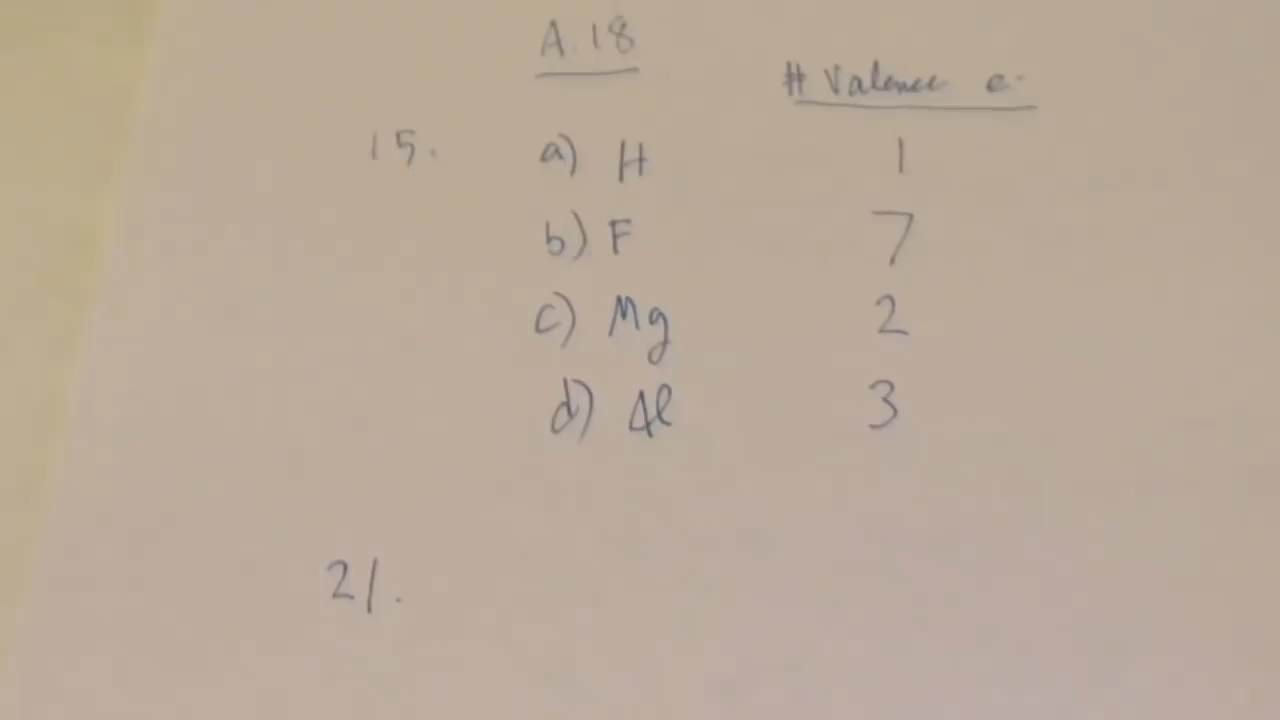 A.18
# Valence e-
15. a) H 1
b) F 7
c) Mg 2
d) Al 3
21.